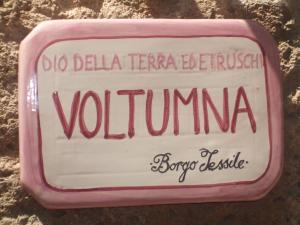 DIO DELLA TERRA ED ETRUSCHI
VOLTUMNA
·Borgo Tessile·